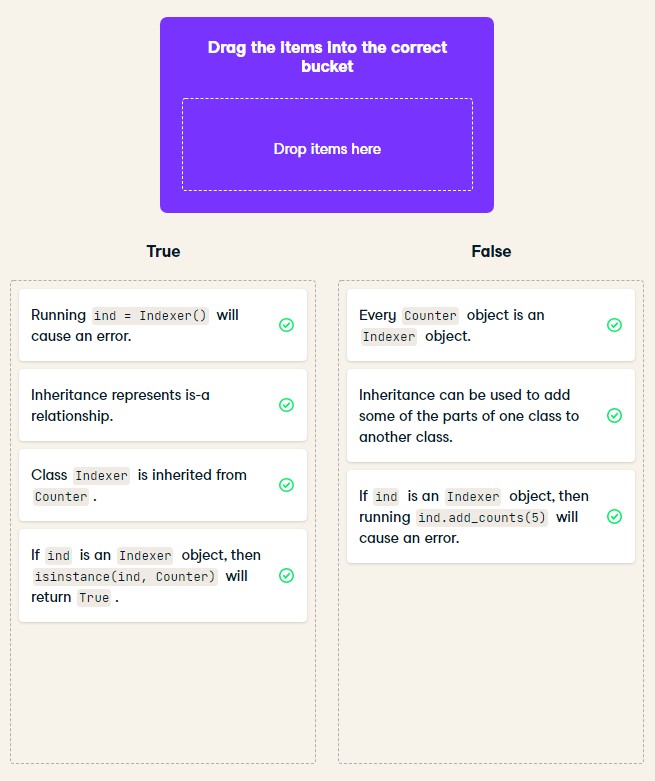 Drag the items into the correct
bucket
Drop items here
True
Running ind = Indexer() will
cause an error.
Inheritance represents is-a
relationship.
Class Indexer is inherited from
Counter.
If ind is an Indexer object, then
isinstance(ind, Counter) will
return True.
False
Every Counter object is an
Indexer object.
Inheritance can be used to add
some of the parts of one class to
another class.
If ind is an Indexer object, then
running ind.add_counts(5) will
cause an error.